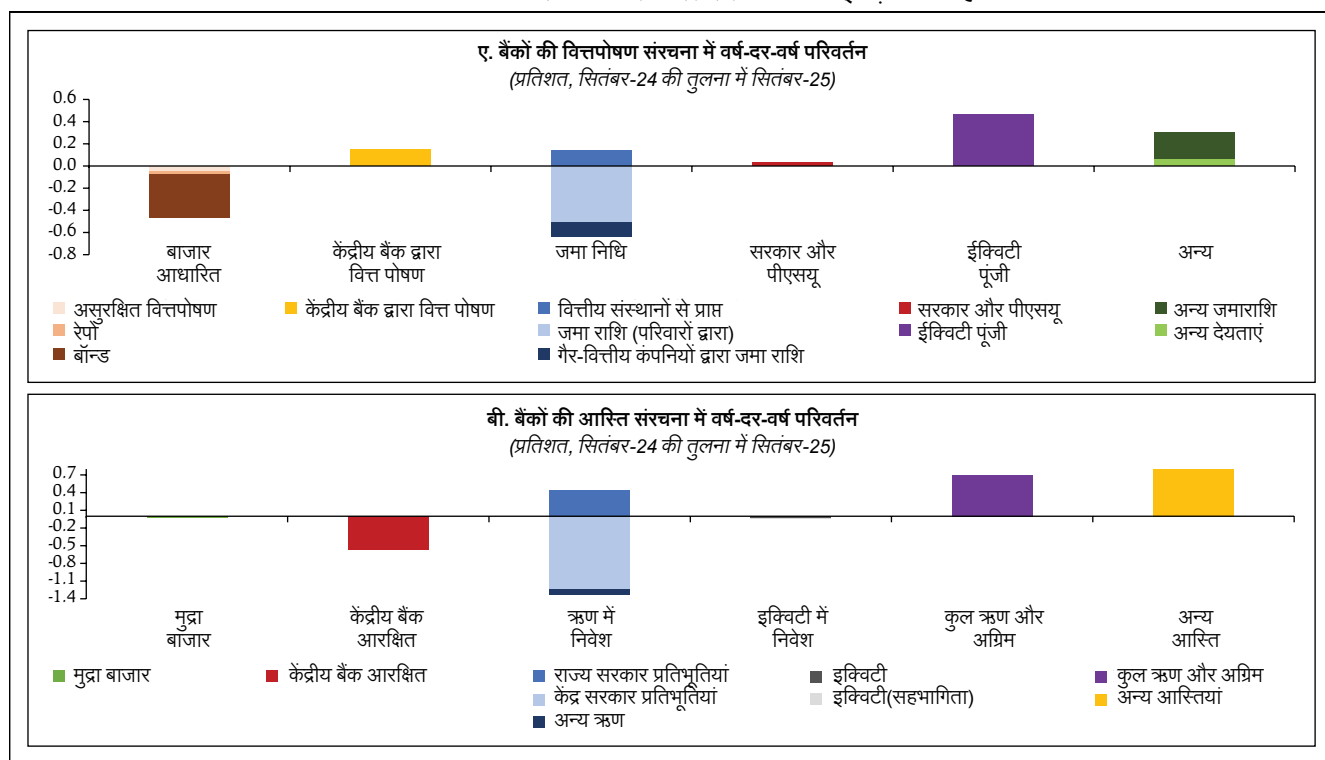 ए. बैंकों की वित्तपोषण संरचना में वर्ष-दर-वर्ष परिवर्तन
(प्रतिशत, सितंबर-24 की तुलना में सितंबर-25)
0.6
0.4
0.2
0.0
-0.2
-0.4
-0.6
-0.8
बाजार आधारित
केंद्रीय बैंक द्वारा वित्त पोषण
जमा निधि
सरकार और पीएसयू
ईक्विटी पूंजी
अन्य
असुरक्षित वित्तपोषण
रेपो
बॉन्ड
केंद्रीय बैंक द्वारा वित्त पोषण
वित्तीय संस्थानों से प्राप्त
जमा राशि (परिवारों द्वारा)
गैर-वित्तीय कंपनियों द्वारा जमा राशि
सरकार और पीएसयू
ईक्विटी पूंजी
अन्य जमाराशि
अन्य देयताएं
बी. बैंकों की आस्ति संरचना में वर्ष-दर-वर्ष परिवर्तन
(प्रतिशत, सितंबर-24 की तुलना में सितंबर-25)
0.7
0.4
0.1
-0.2
-0.5
-0.8
-1.1
-1.4
मुद्रा बाजार
केंद्रीय बैंक आरक्षित
ऋण में निवेश
इक्विटी में निवेश
कुल ऋण और अग्रिम
अन्य आस्ति
मुद्रा बाजार
केंद्रीय बैंक आरक्षित
राज्य सरकार प्रतिभूतियां
केंद्र सरकार प्रतिभूतियां
अन्य ऋण
इक्विटी
इक्विटी(सहभागिता)
कुल ऋण और अग्रिम
अन्य आस्तियां